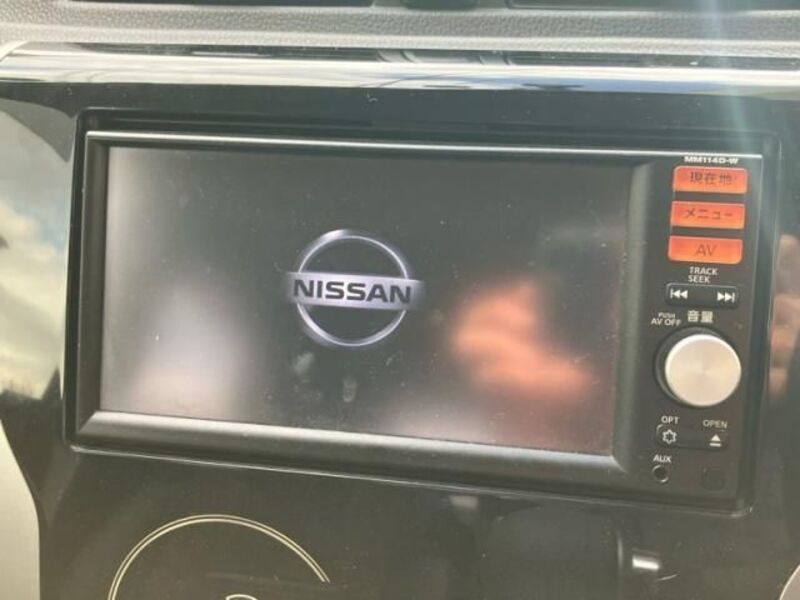 MM114D-W
現在地
メニュー
AV
TRACK
SEEK
音量
PUSH
AV OFF
NISSAN
OPT
OPEN
AUX